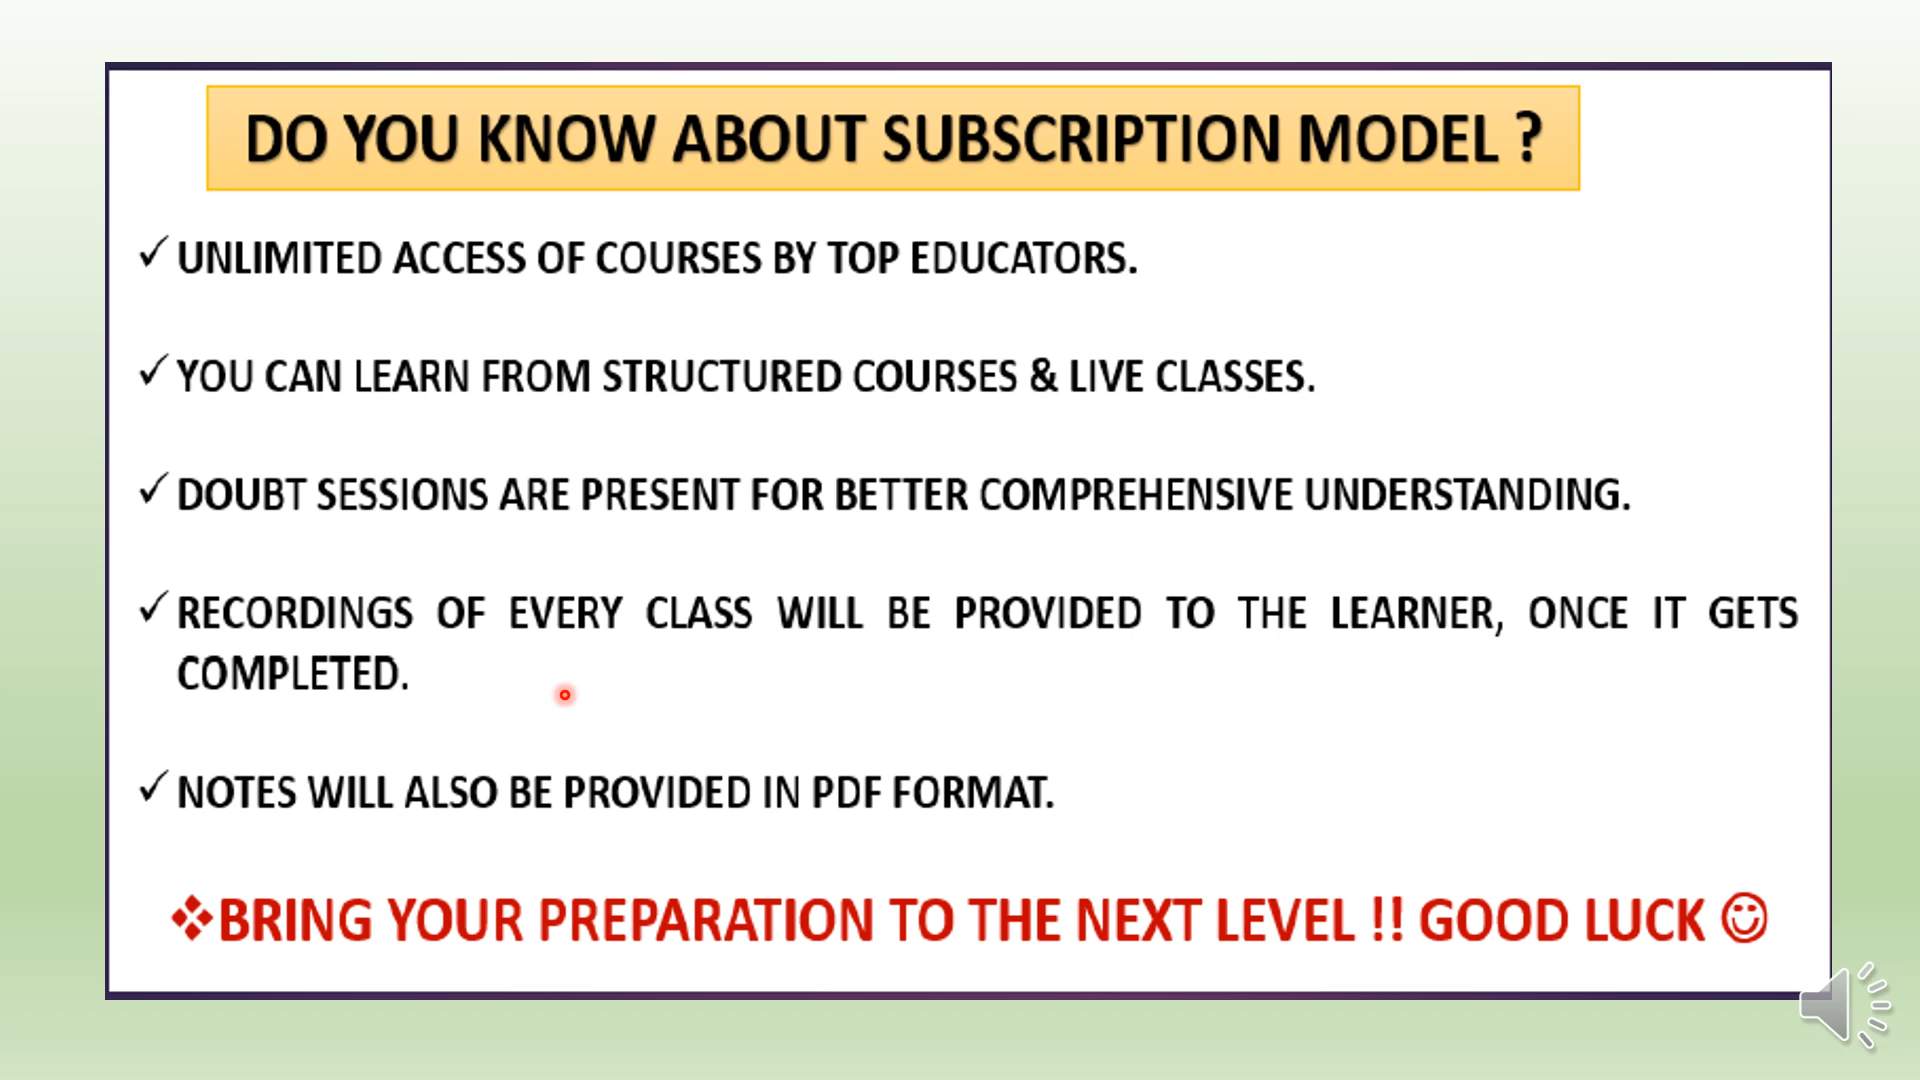 DO YOU KNOW ABOUT SUBSCRIPTION MODEL ?
✓ UNLIMITED ACCESS OF COURSES BY TOP EDUCATORS.
✓ YOU CAN LEARN FROM STRUCTURED COURSES & LIVE CLASSES.
✓ DOUBT SESSIONS ARE PRESENT FOR BETTER COMPREHENSIVE UNDERSTANDING.
✓ RECORDINGS OF EVERY CLASS WILL BE PROVIDED TO THE LEARNER, ONCE IT GETS
COMPLETED.
✓ NOTES WILL ALSO BE PROVIDED IN PDF FORMAT.
❖BRING YOUR PREPARATION TO THE NEXT LEVEL !! GOOD LUCK ☺